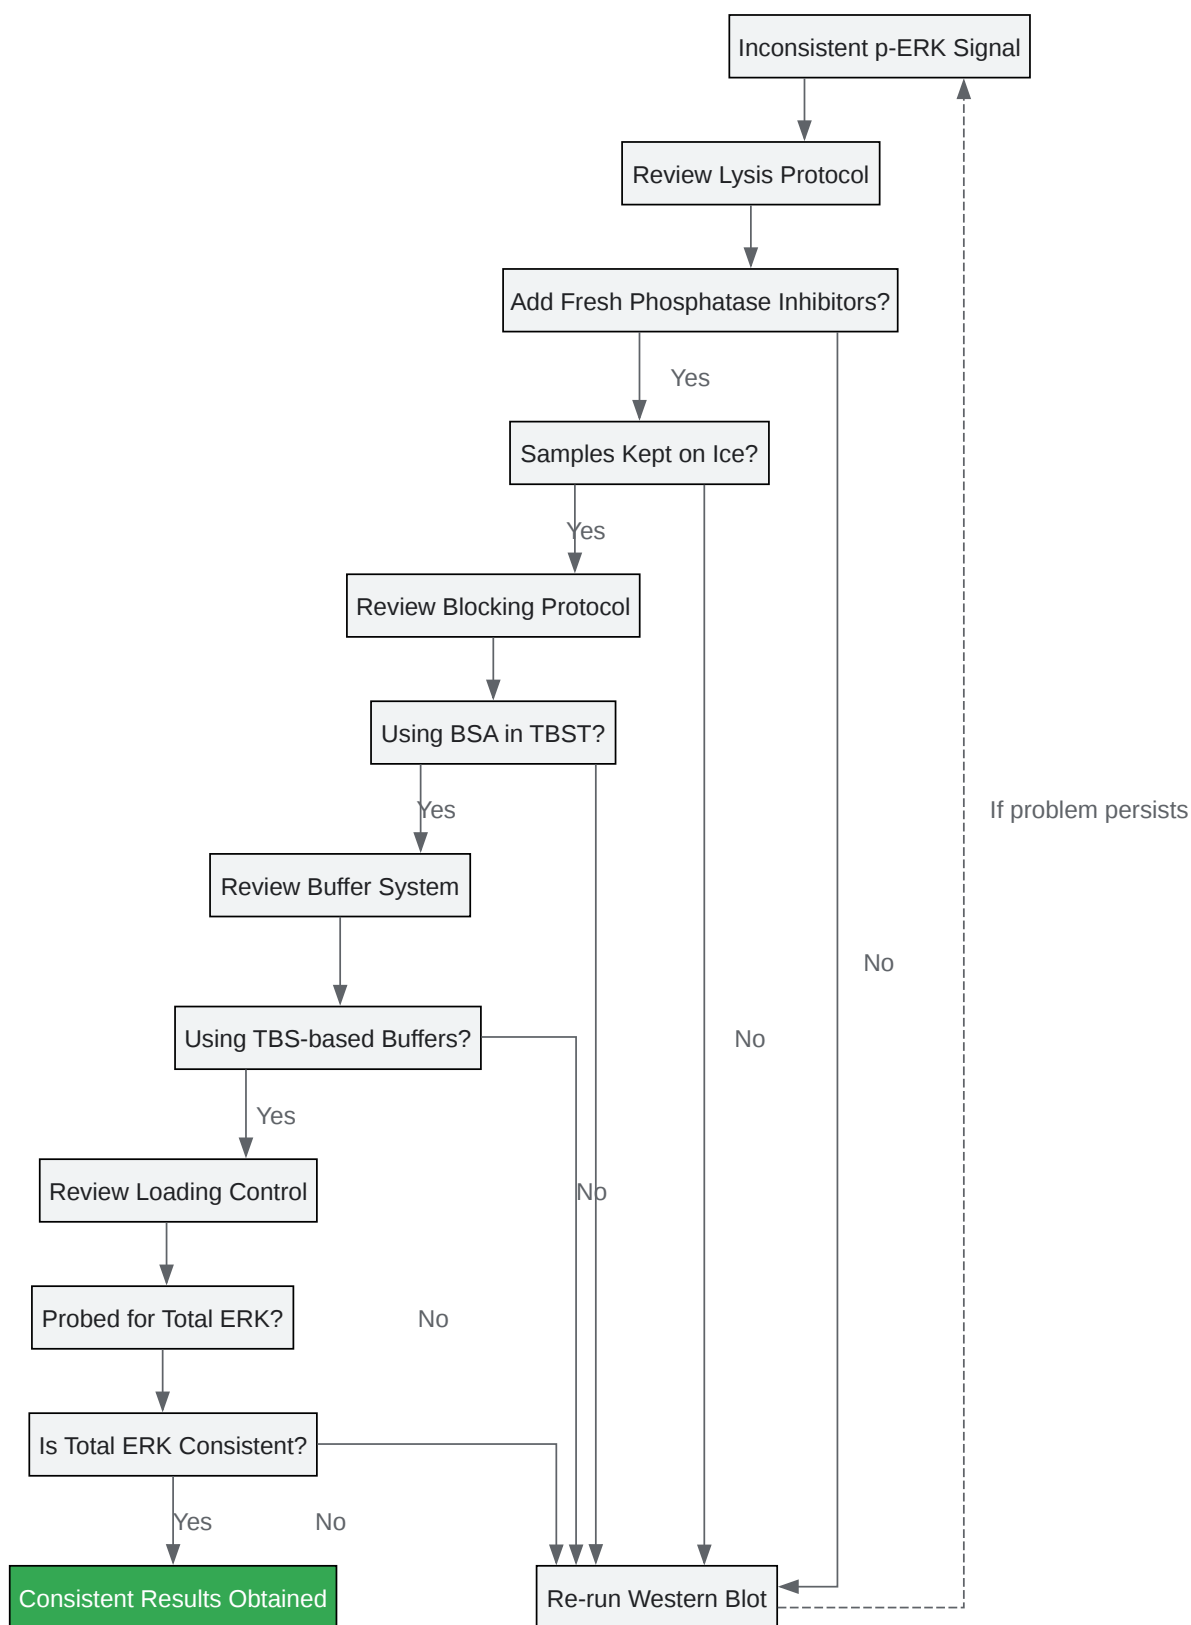 Inconsistent p-ERK Signal
Review Lysis Protocol
Add Fresh Phosphatase Inhibitors?
Yes
Samples Kept on Ice?
Yes
Review Blocking Protocol
Using BSA in TBST?
Yes
If problem persists
Review Buffer System
No
Using TBS-based Buffers?
No
Yes
Review Loading Control
No
Probed for Total ERK?
No
Is Total ERK Consistent?
Yes
No
Consistent Results Obtained
Re-run Western Blot